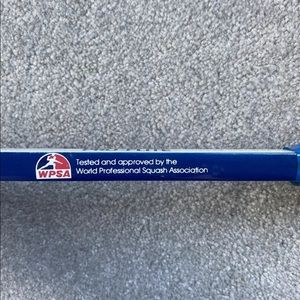 WPSA
Tested and approved by the
World Professional Squash Association